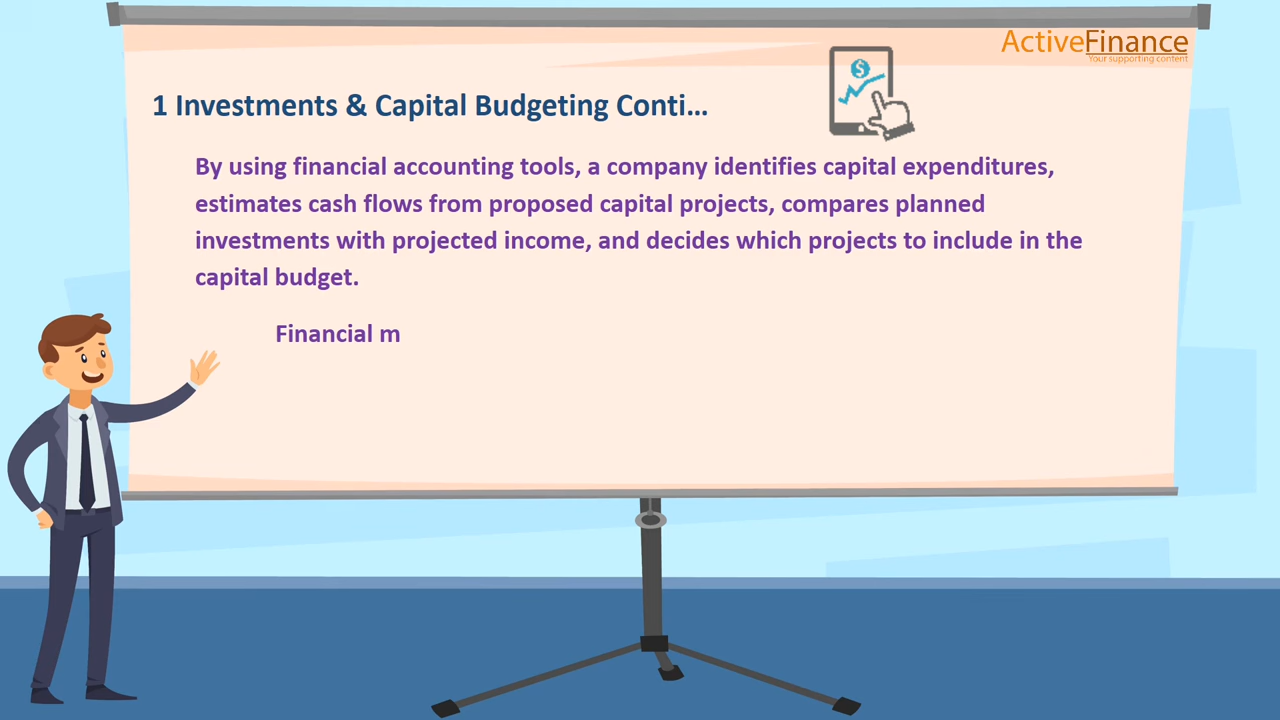 ActiveFinance
Your supporting content
1 Investments & Capital Budgeting Conti...
By using financial accounting tools, a company identifies capital expenditures,
estimates cash flows from proposed capital projects, compares planned
investments with projected income, and decides which projects to include in the
capital budget.
Financial m
$